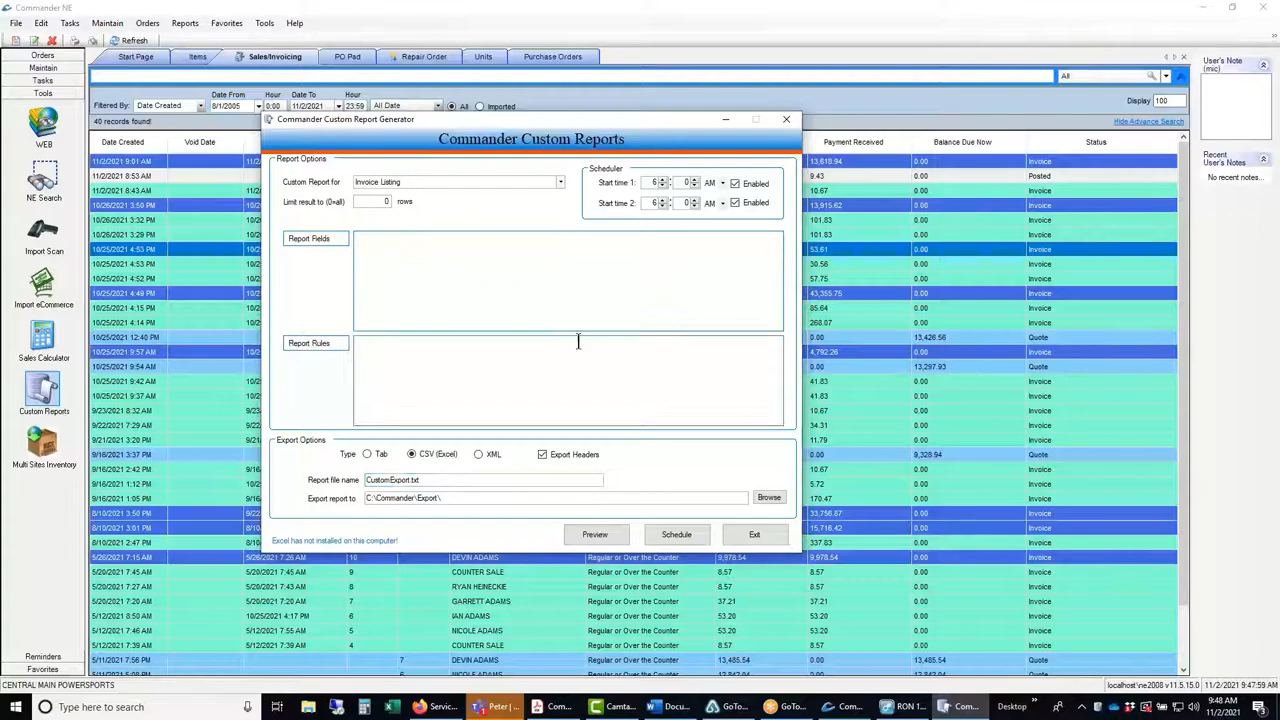 Commander NE
File Edit Tasks Maintain Orders Reports Favorites Tools Help
Refresh
Orders
Maintain
Tasks
Tools
WEB
NE Search
Import Scan
Import eCommerce
Sales Calculator
Custom Reports
Multi Sites Inventory
Reminders
Favorites
Start Page Items Sales/Invoicing PO Pad Repair Order Units Purchase Orders
All
Date From Hour Date To Hour
Filtered By: Date Created 8/1/2005 0:00 11/2/2021 23:59 All Date All Imported Display 100
40 records found! Hide Advance Search
Date Created Void Date Payment Received Balance Due Now Status
11/2/2021 9:01 AM 13,618.94 0.00 Invoice
11/2/2021 8:53 AM 9.43 0.00 Posted
10.67 0.00 Invoice
10/26/2021 3:50 PM 13,915.62 0.00 Invoice
10/26/2021 3:32 PM 101.83 0.00 Invoice
10/26/2021 3:29 PM 101.83 0.00 Invoice
10/25/2021 4:53 PM 53.61 0.00 Invoice
10/25/2021 4:53 PM 30.56 0.00 Invoice
10/25/2021 4:52 PM 57.75 0.00 Invoice
10/25/2021 4:49 PM 43,355.75 0.00 Invoice
10/25/2021 4:15 PM 85.64 0.00 Invoice
10/25/2021 4:14 PM 268.07 0.00 Invoice
10/25/2021 12:40 PM 0.00 13,426.56 Quote
10/25/2021 9:57 AM 4,792.26 0.00 Invoice
10/25/2021 9:54 AM 0.00 13,297.93 Quote
10/25/2021 9:42 AM 41.83 0.00 Invoice
10/25/2021 9:37 AM 10.67 0.00 Invoice
9/23/2021 8:32 AM 10.67 0.00 Invoice
9/22/2021 7:29 AM 34.31 0.00 Invoice
11.79 0.00 Invoice
9/16/2021 3:37 PM 0.00 9,328.94 Quote
10.67 0.00 Invoice
5.72 0.00 Invoice
9/16/2021 1:05 PM 170.47 0.00 Invoice
8/10/2021 3:50 PM 33,756.87 0.00 Invoice
8/10/2021 3:01 PM 15,716.42 0.00 Invoice
8/10/2021 2:47 PM 337.83 0.00 Invoice
5/26/2021 7:15 AM 5/26/2021 7:26 AM 10 DEVIN ADAMS Regular or Over the Counter 9,978.54 9,978.54 0.00 Invoice
5/20/2021 7:45 AM 5/20/2021 7:45 AM 9 COUNTER SALE Regular or Over the Counter 8.57 8.57 0.00 Invoice
5/20/2021 7:43 AM 5/20/2021 7:44 AM 8 RYAN HEINECKE Regular or Over the Counter 8.57 8.57 0.00 Invoice
5/20/2021 7:20 AM 5/20/2021 7:20 AM 7 GARRETT ADAMS Regular or Over the Counter 37.21 37.21 0.00 Invoice
5/12/2021 8:50 AM 10/25/2021 4:17 PM 6 IAN ADAMS Regular or Over the Counter 53.20 53.20 0.00 Invoice
5/12/2021 7:46 AM 5/12/2021 7:55 AM 5 NICOLE ADAMS Regular or Over the Counter 8.57 8.57 0.00 Invoice
5/12/2021 7:39 AM 5/12/2021 7:39 AM 4 COUNTER SALE Regular or Over the Counter 8.57 8.57 0.00 Invoice
5/11/2021 7:56 PM 7 DEVIN ADAMS Regular or Over the Counter 13,485.54 0.00 13,485.54 Quote
Commander Custom Report Generator
Commander Custom Reports
Report Options
Custom Report for Invoice Listing
Limit result to (0=all) 0 rows
Scheduler
Start time 1: 6 : 0 AM Enabled
Start time 2: 6 : 0 AM Enabled
Report Fields
Report Rules
Export Options
Type Tab CSV (Excel) XML Export Headers
Report file name CustomExport.txt
Export report to C:\Commander\Export\ Browse
Excel has not installed on this computer!
Preview Schedule Exit
User's Note
(mic)
Recent
User's Notes
No recent notes...
CENTRAL MAIN POWERSPORTS localhost\ne2008 v11.5.15.0 11/2/2021 9:47:59 AM
Type here to search Servic... Peter | ... Com... Camta... Docu... GoTo... GoTo... Com... RON 1... Com... Desktop 9:48 AM
11/2/2021